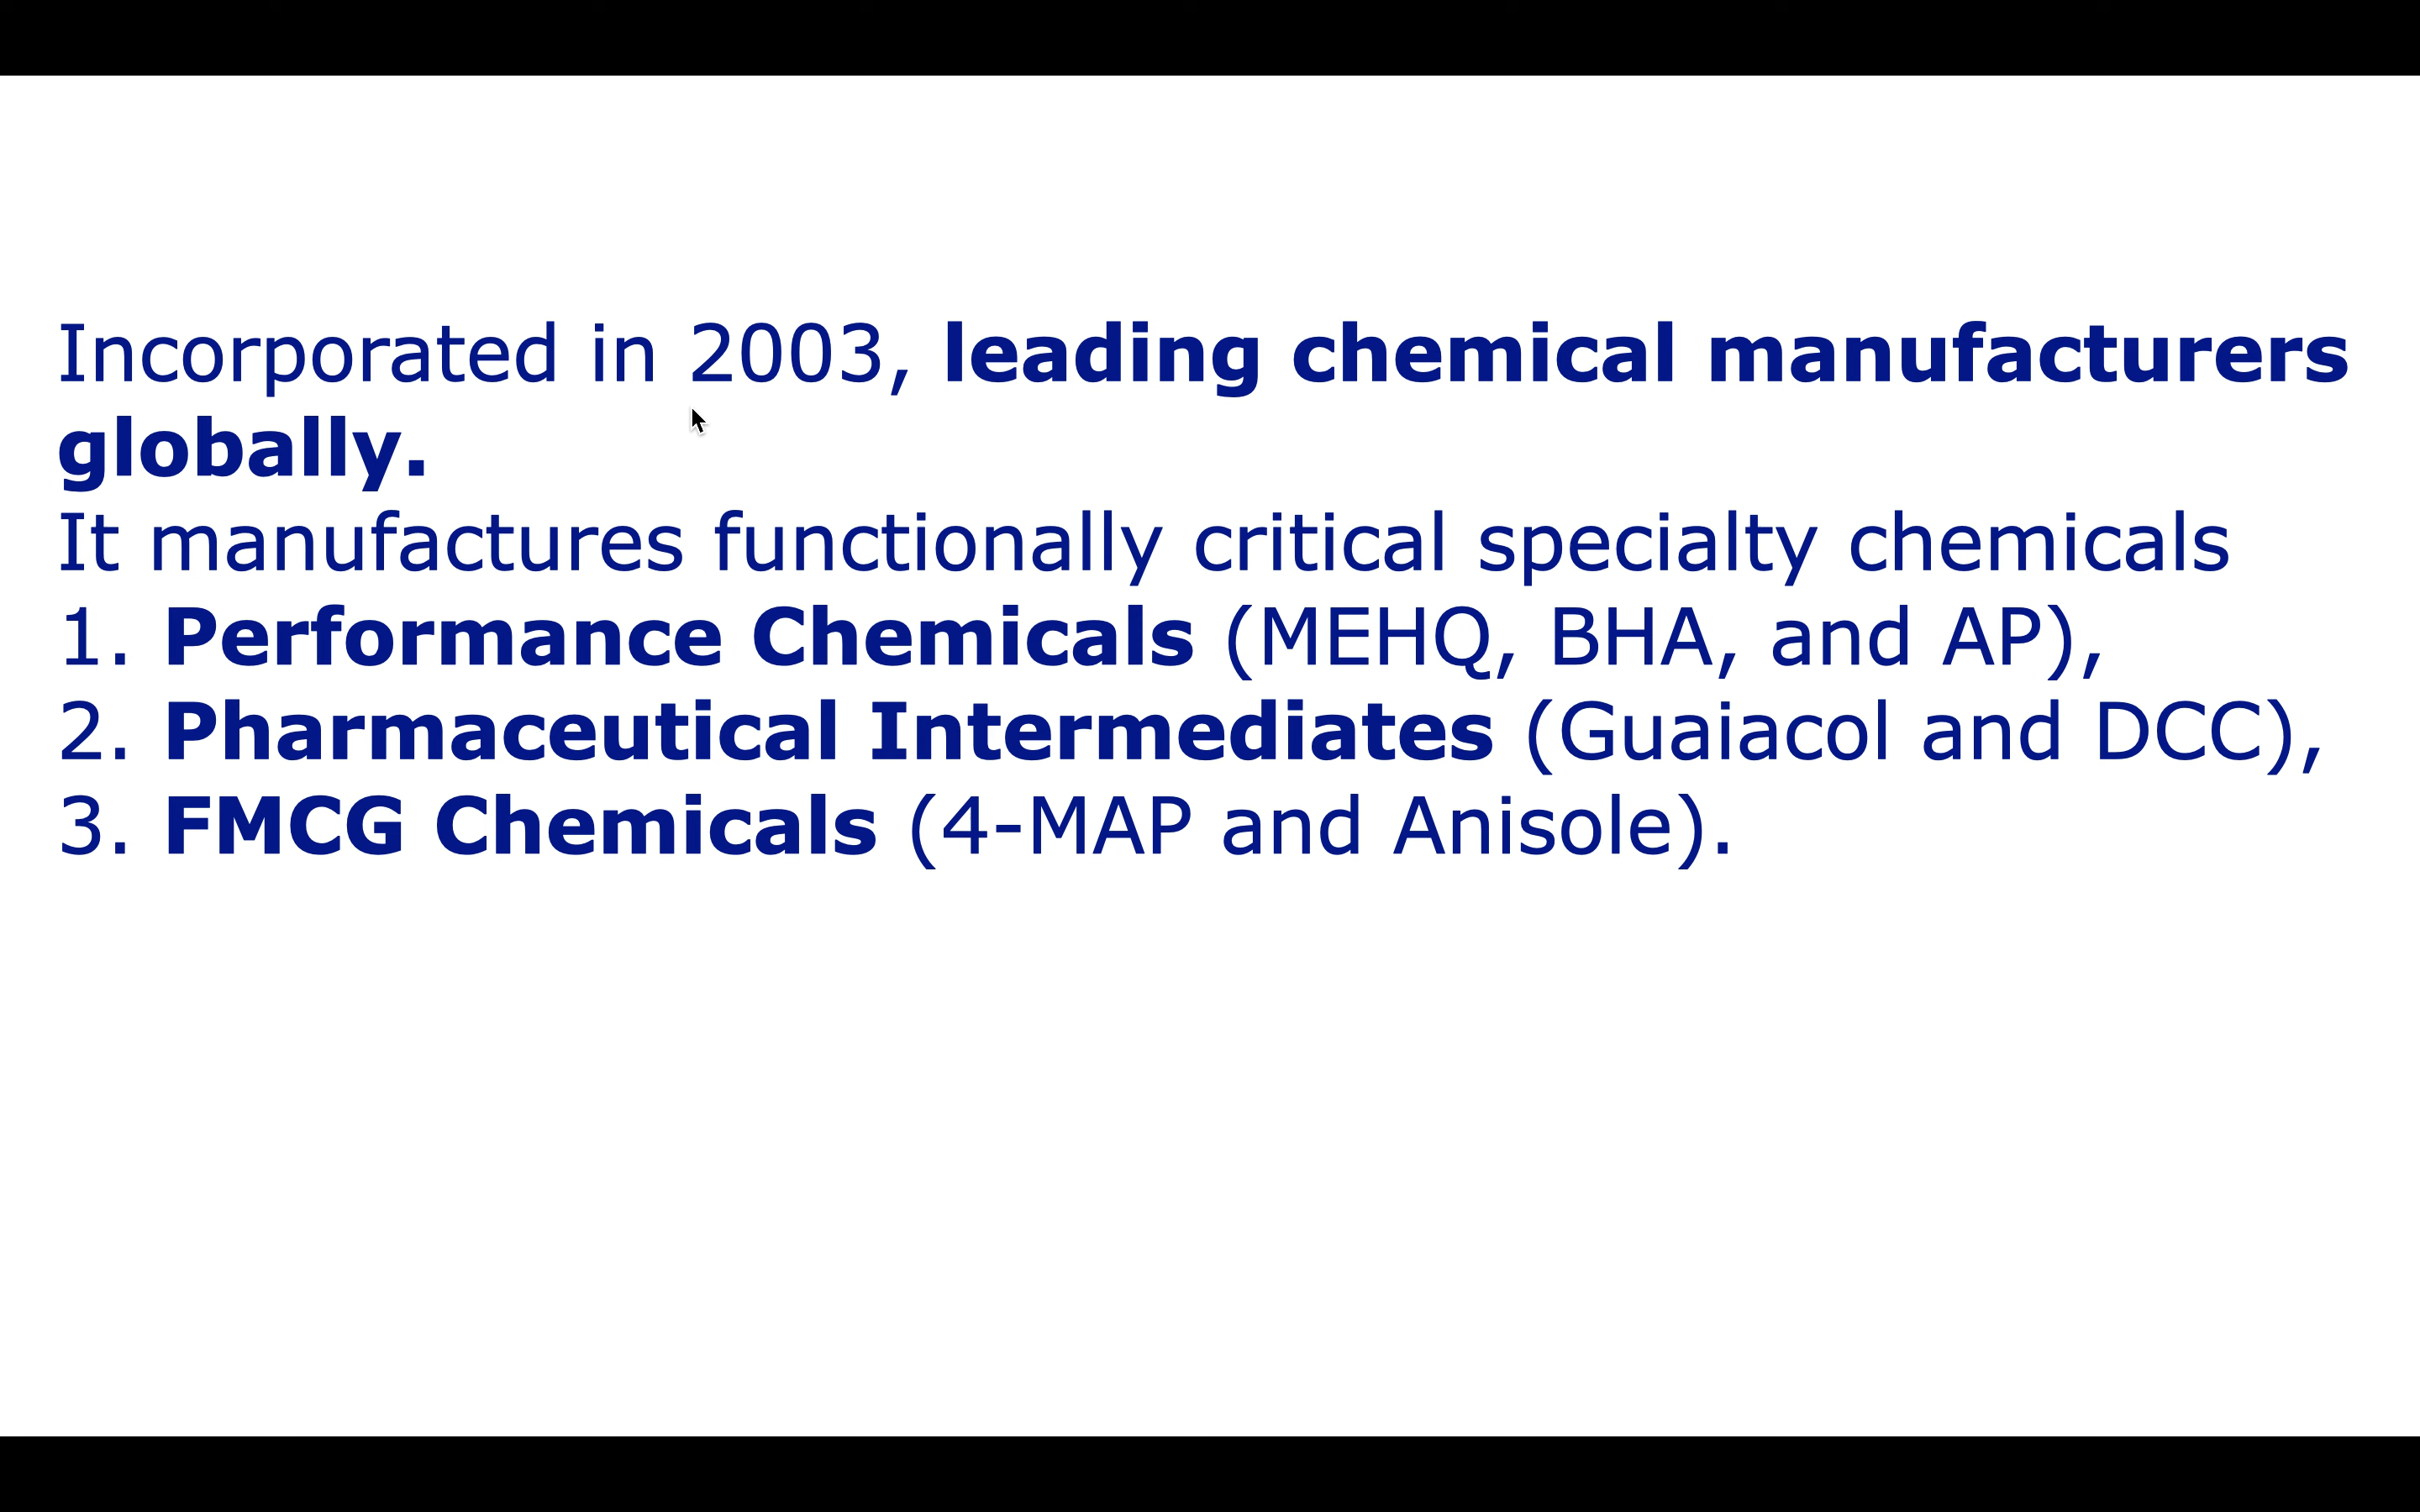 Incorporated in 2003, leading chemical manufacturers
globally.
It manufactures functionally critical specialty chemicals
1. Performance Chemicals (MEHQ, BHA, and AP),
2. Pharmaceutical Intermediates (Guaiacol and DCC),
3. FMCG Chemicals (4-MAP and Anisole).